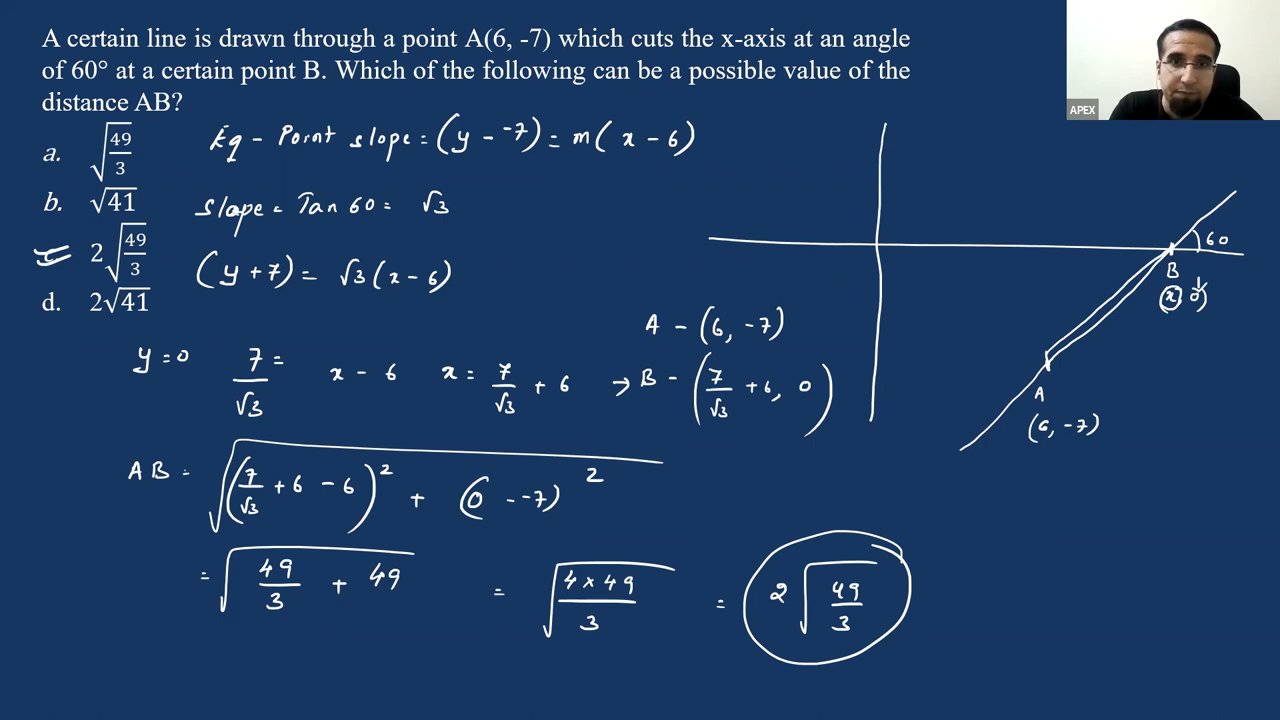 A certain line is drawn through a point A(6, -7) which cuts the x-axis at an angle
of 60° at a certain point B. Which of the following can be a possible value of the
distance AB?
a. √(49/3)
b. √41
c. 2√(49/3)
d. 2√41
Eq - Point slope = (y - -7) = m(x - 6)
slope = Tan 60 = √3
(y + 7) = √3(x - 6)
y = 0 7/√3 = x - 6 x = 7/√3 + 6 → B - (7/√3 + 6, 0)
A - (6, -7)
AB = √((7/√3 + 6 - 6)² + (0 - -7)²)
= √(49/3 + 49) = √(4 × 49/3) = 2√(49/3)
60
B
(x, 0)
A
(6, -7)
APEX